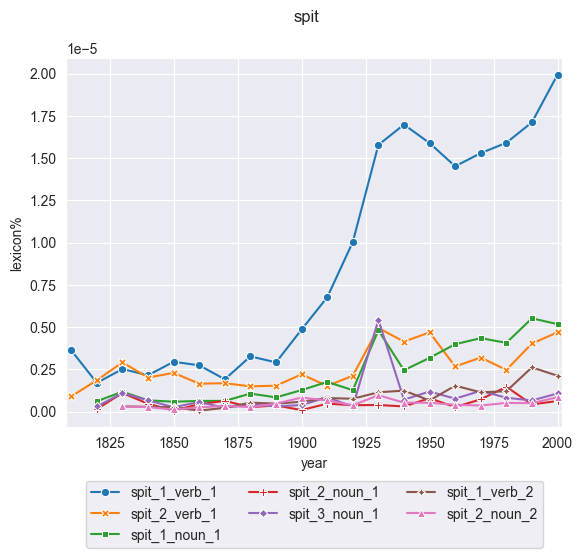 spit
1e−5
2.00
1.75
1.50
1.25
1.00
0.75
0.50
0.25
0.00
lexicon%
1825 1850 1875 1900 1925 1950 1975 2000
year
spit_1_verb_1 spit_2_noun_1 spit_1_verb_2
spit_2_verb_1 spit_3_noun_1 spit_2_noun_2
spit_1_noun_1